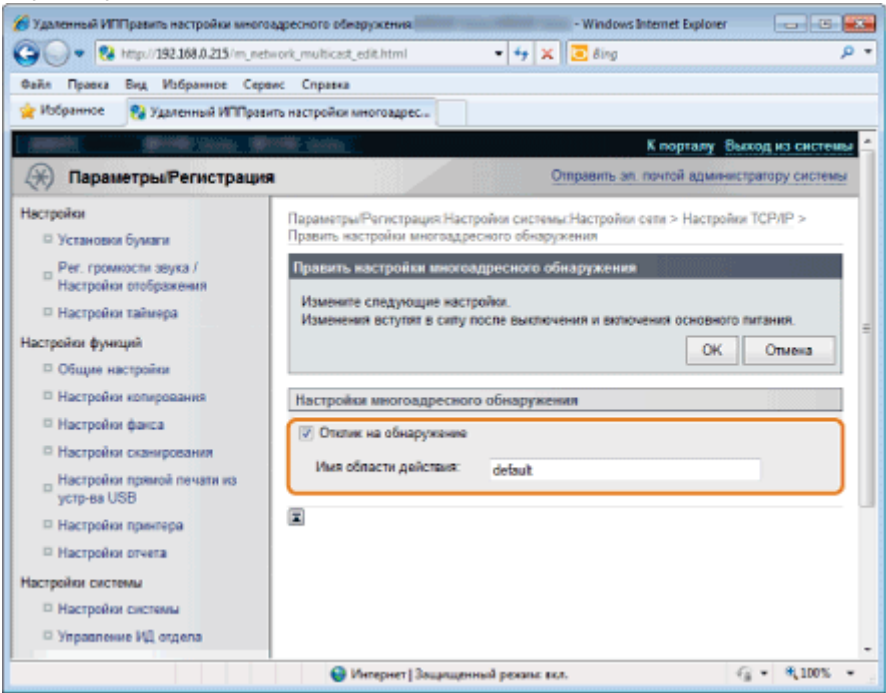 Удаленный ИППравить настройки многоадресного обнаружения - Windows Internet Explorer
http://192.168.0.215/m_network_multicast_edit.html
Bing
Файл Правка Вид Избранное Сервис Справка
Избранное
Удаленный ИППравить настройки многоадрес...
К порталу Выход из системы
Параметры/Регистрация
Отправить эл. почтой администратору системы
Настройки
Установки бумаги
Рег. громкости звука /
Настройки отображения
Настройки таймера
Настройки функций
Общие настройки
Настройки копирования
Настройки факса
Настройки сканирования
Настройки прямой печати из
устр-ва USB
Настройки принтера
Настройки отчета
Настройки системы
Настройки системы
Управление ИД отдела
Параметры/Регистрация:Настройки системы:Настройки сети > Настройки TCP/IP >
Править настройки многоадресного обнаружения
Править настройки многоадресного обнаружения
Измените следующие настройки.
Изменения вступят в силу после выключения и включения основного питания.
OK Отмена
Настройки многоадресного обнаружения
Отклик на обнаружение
Имя области действия: default
Интернет | Защищенный режим: вкл.
100%